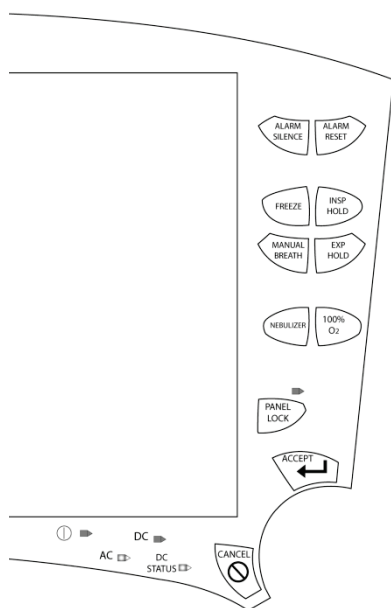 ALARM
SILENCE
ALARM
RESET
FREEZE
INSP
HOLD
MANUAL
BREATH
EXP
HOLD
NEBULIZER
100%
O2
PANEL
LOCK
ACCEPT
DC
AC
DC
STATUS
CANCEL